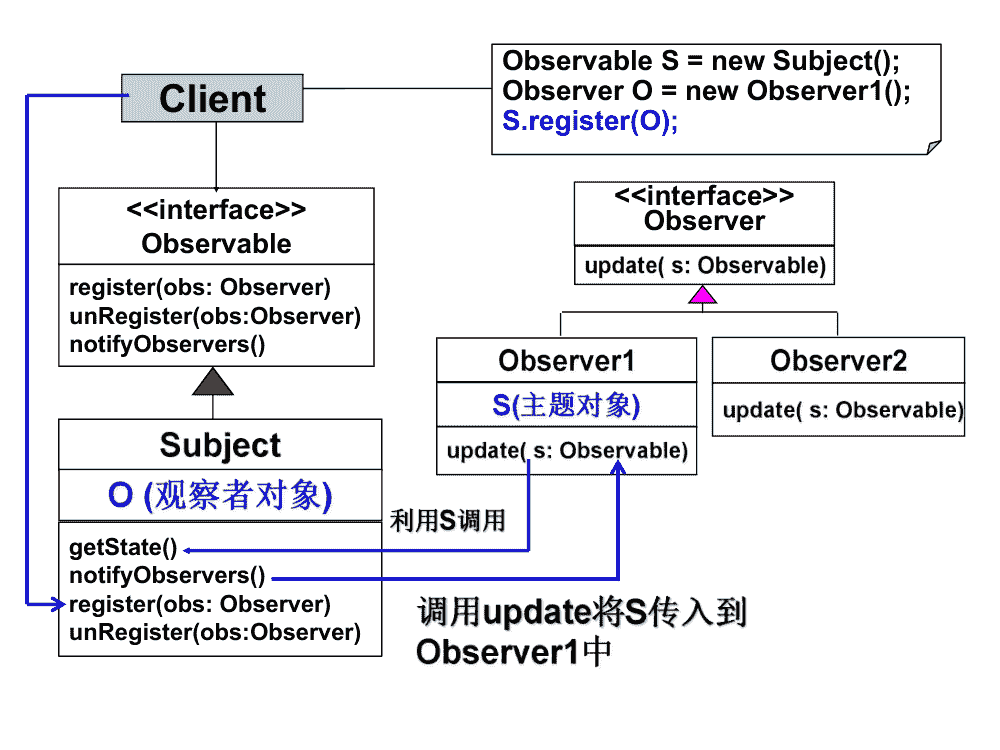 Observable S = new Subject();
Observer O = new Observer1();
S.register(O);
Client
<<interface>>
Observable
register(obs: Observer)
unRegister(obs:Observer)
notifyObservers()
<<interface>>
Observer
update( s: Observable)
Observer1
S(主题对象)
update( s: Observable)
Observer2
update( s: Observable)
Subject
O (观察者对象)
getState()
notifyObservers()
register(obs: Observer)
unRegister(obs:Observer)
利用S调用
调用update将S传入到
Observer1中